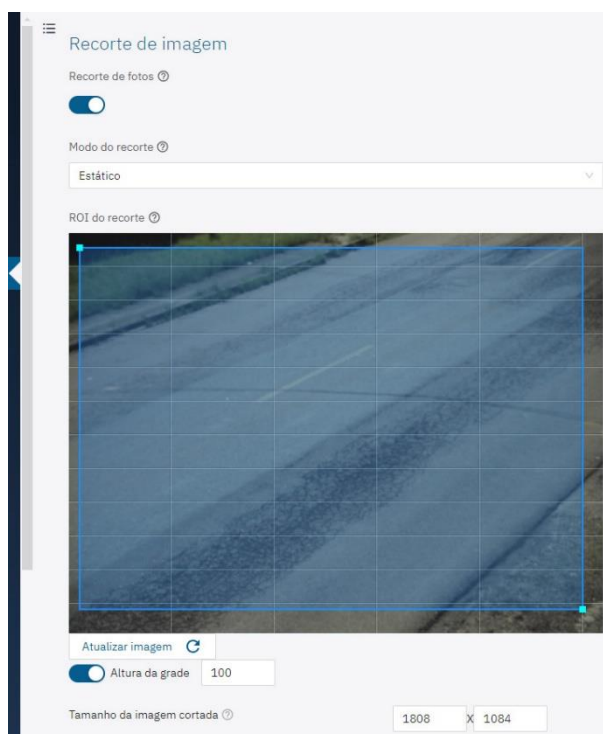 Recorte de imagem
Recorte de fotos
Modo do recorte
Estático
ROI do recorte
Atualizar imagem
Altura da grade 100
Tamanho da imagem cortada 1808 X 1084